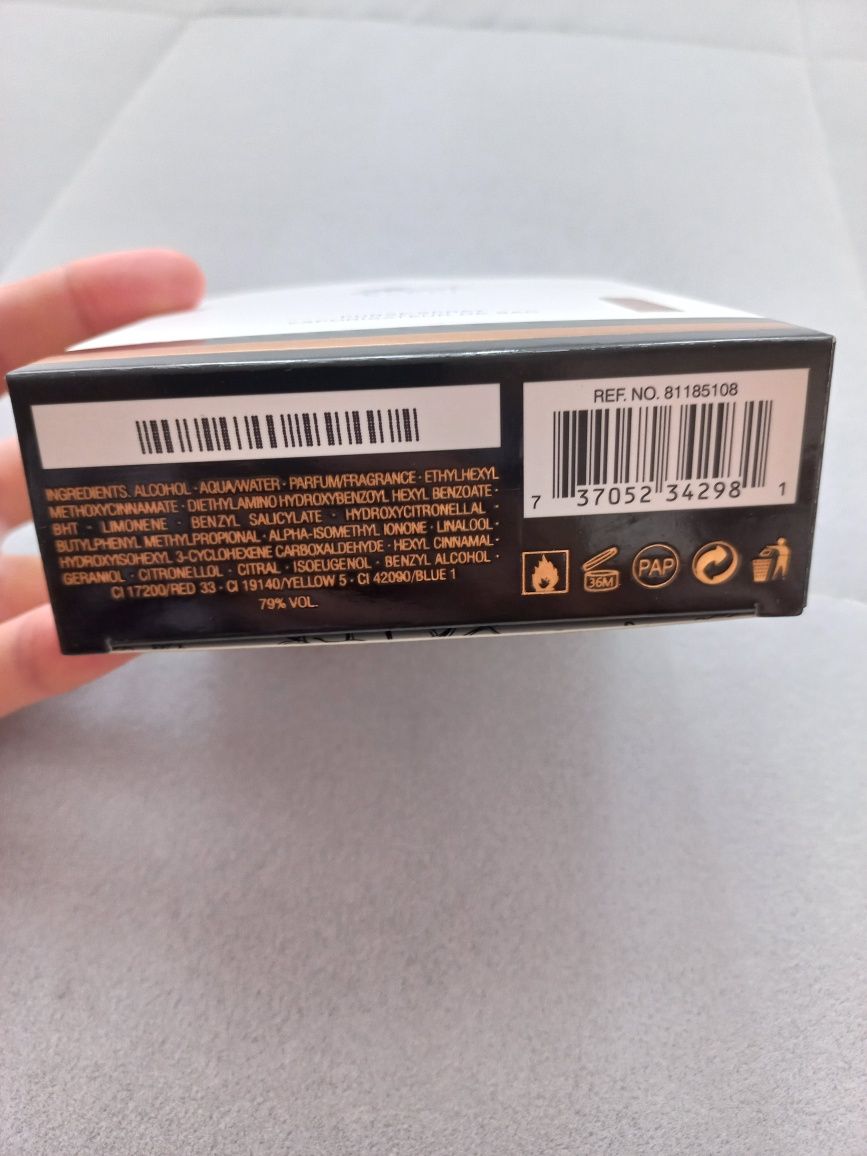 REF. NO. 81185108
7 37052 34298 1
INGREDIENTS. ALCOHOL · AQUA/WATER · PARFUM/FRAGRANCE · ETHYLHEXYL
METHOXYCINNAMATE · DIETHYLAMINO HYDROXYBENZOYL HEXYL BENZOATE ·
BHT · LIMONENE · BENZYL SALICYLATE · HYDROXYCITRONELLAL ·
BUTYLPHENYL METHYLPROPIONAL · ALPHA-ISOMETHYL IONONE · LINALOOL ·
HYDROXYISOHEXYL 3-CYCLOHEXENE CARBOXALDEHYDE · HEXYL CINNAMAL ·
GERANIOL · CITRONELLOL · CITRAL · ISOEUGENOL · BENZYL ALCOHOL ·
CI 17200/RED 33 · CI 19140/YELLOW 5 · CI 42090/BLUE 1
79% VOL.
36M
PAP